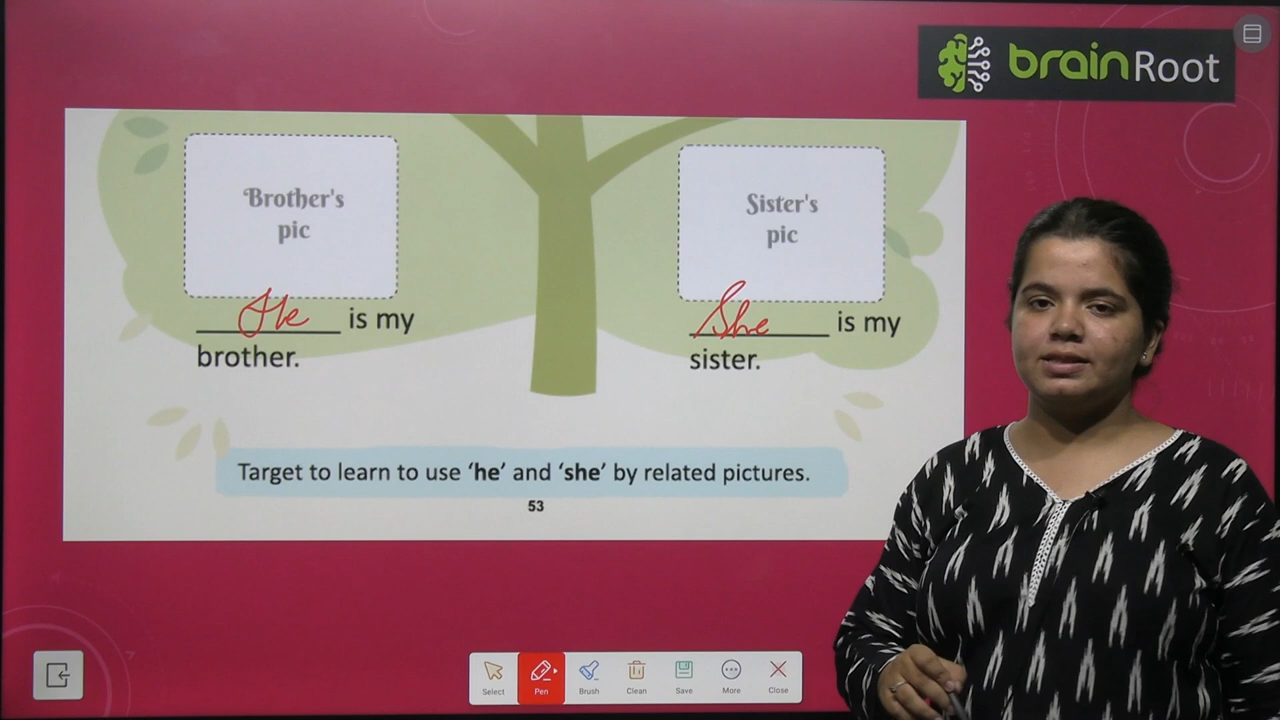 brainRoot
Brother's
pic
Sister's
pic
He is my
brother.
She is my
sister.
Target to learn to use ‘he’ and ‘she’ by related pictures.
53
Select
Pen
Brush
Clean
Save
More
Close